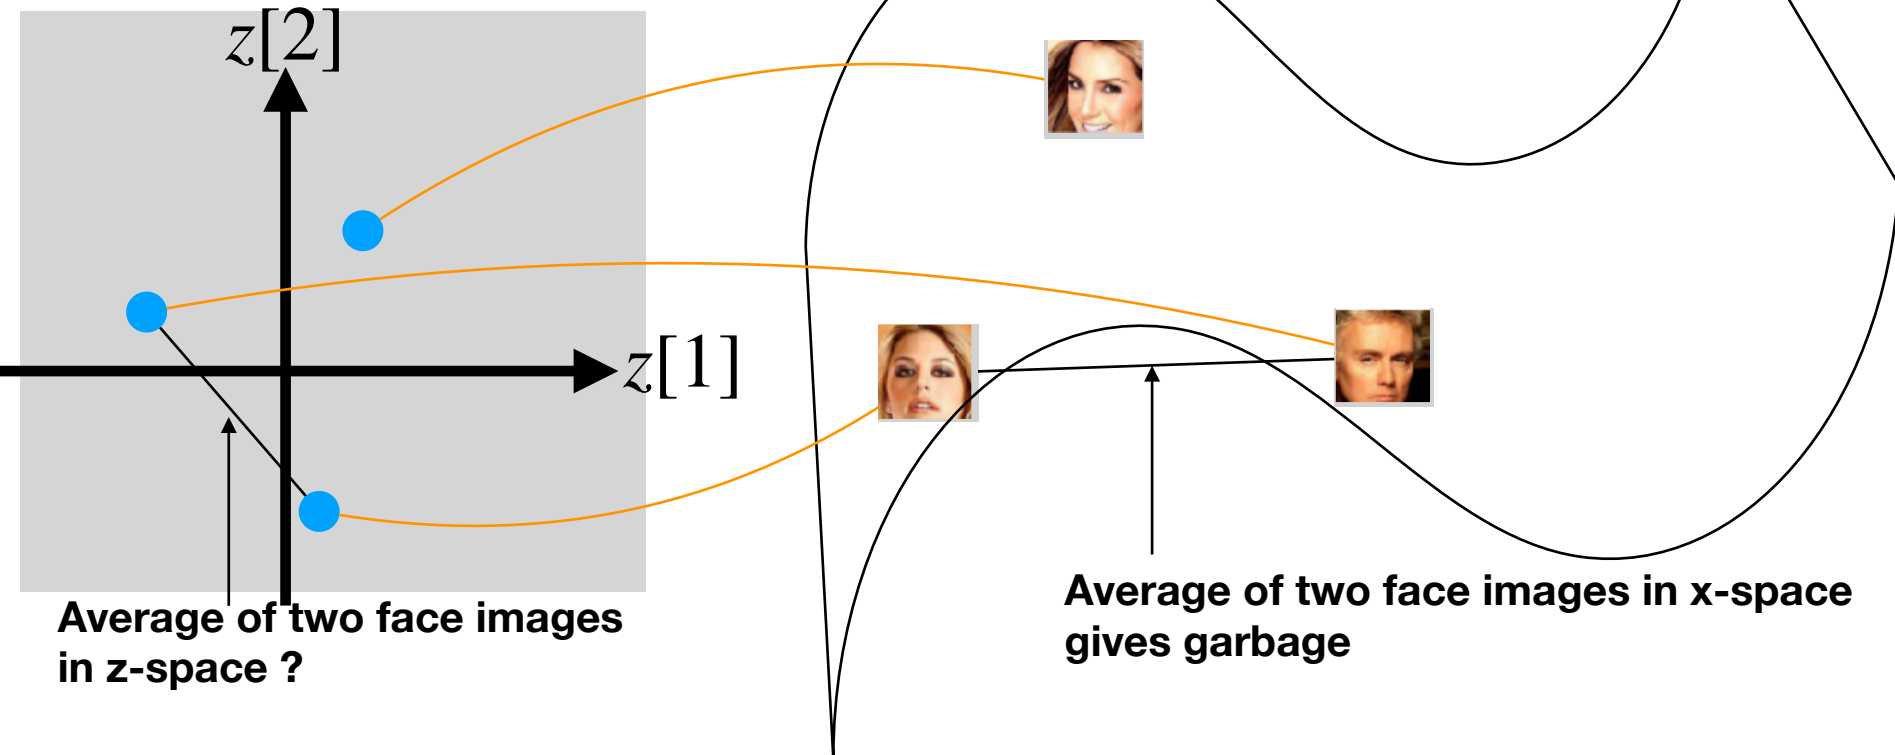 z[2]
z[1]
Average of two face images
in z-space ?
Average of two face images in x-space
gives garbage